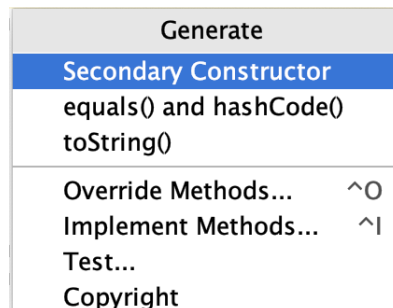 Generate
Secondary Constructor
equals() and hashCode()
toString()
Override Methods... ^O
Implement Methods... ^I
Test...
Copyright